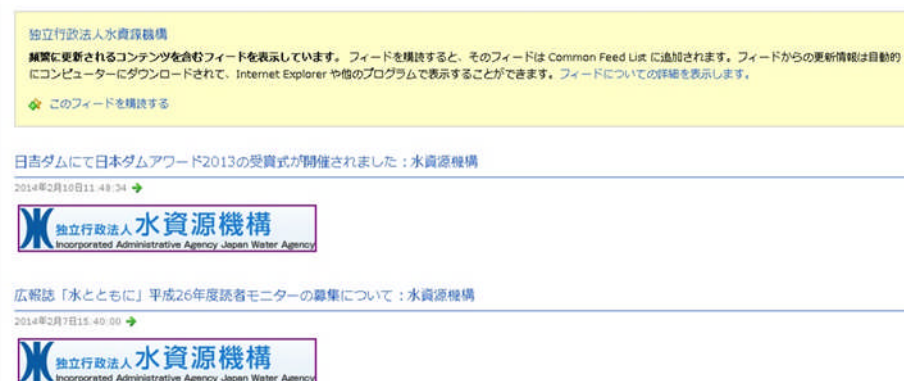 独立行政法人水資源機構
頻繁に更新されるコンテンツを含むフィードを表示しています。 フィードを購読すると、そのフィードは Common Feed List に追加されます。フィードからの更新情報は自動的
にコンピューターにダウンロードされて、Internet Explorer や他のプログラムで表示することができます。フィードについての詳細を表示します。
このフィードを購読する
日吉ダムにて日本ダムアワード2013の受賞式が開催されました：水資源機構
2014年2月10日11:48:34
独立行政法人水資源機構
Incorporated Administrative Agency Japan Water Agency
広報誌「水とともに」平成26年度読者モニターの募集について：水資源機構
2014年2月7日15:40:00
独立行政法人水資源機構
Incorporated Administrative Agency Japan Water Agency